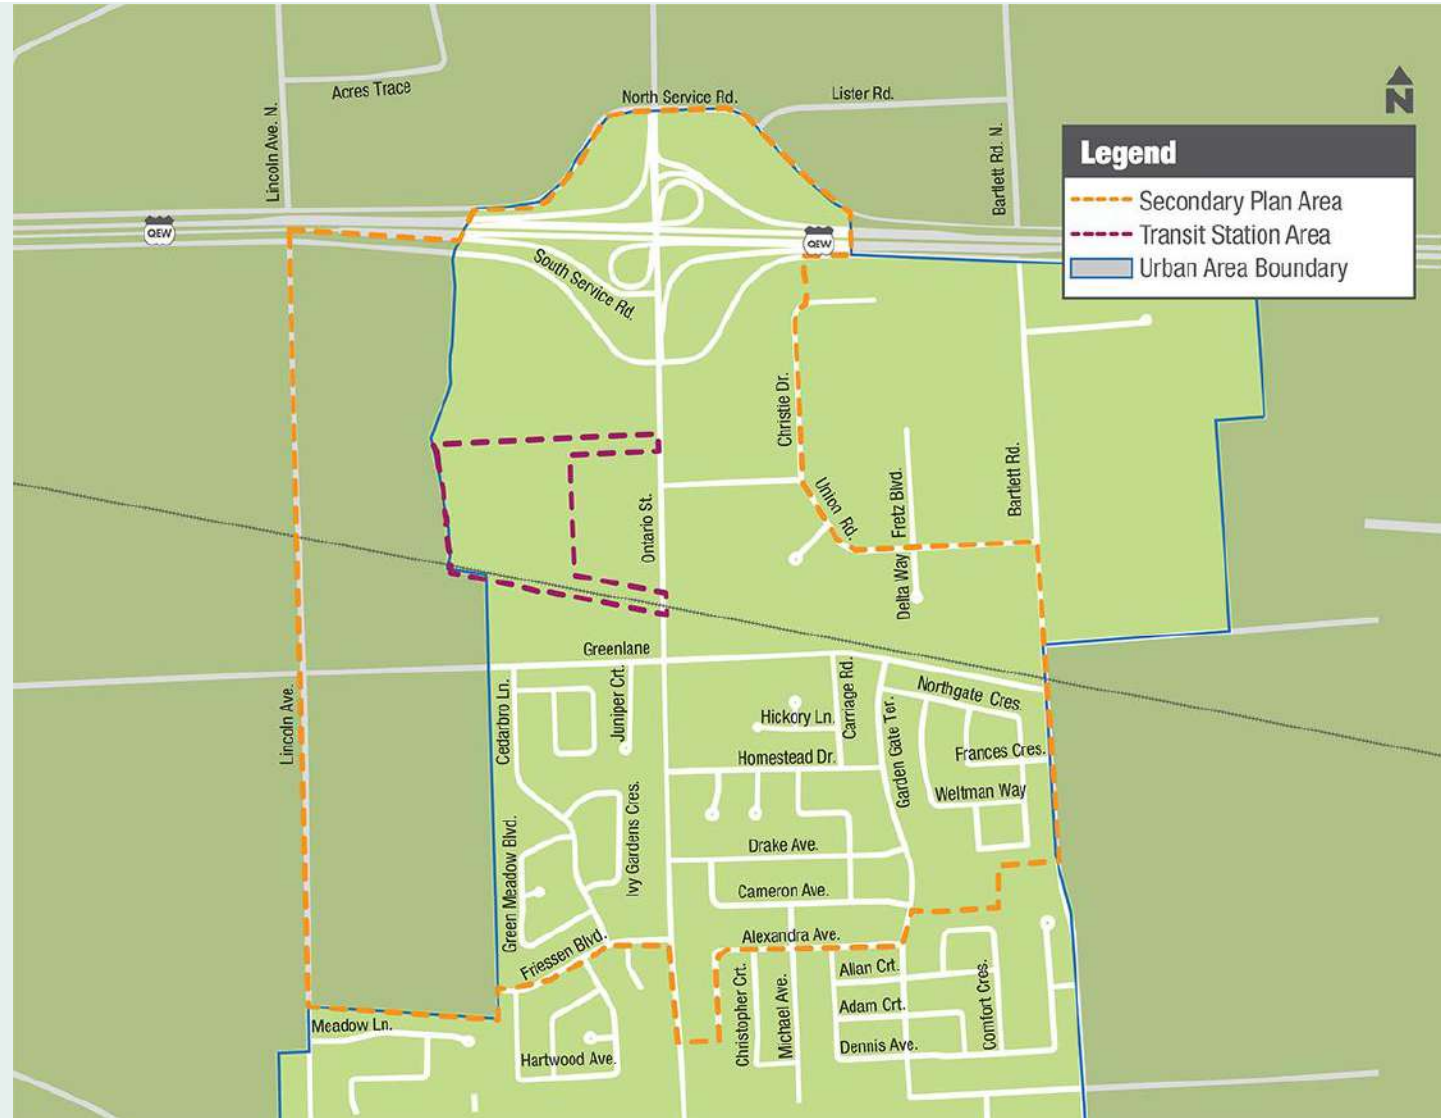 Acres Trace
North Service Rd.
Lister Rd.
N
Lincoln Ave. N.
Bartlett Rd. N.
Legend
Secondary Plan Area
Transit Station Area
Urban Area Boundary
QEW
QEW
South Service Rd.
Christie Dr.
Union Rd.
Fretz Blvd.
Bartlett Rd.
Ontario St.
Delta Way
Greenlane
Lincoln Ave.
Cedarbro Ln.
Juniper Crt.
Carriage Rd.
Northgate Cres.
Hickory Ln.
Garden Gate Ter.
Homestead Dr.
Frances Cres.
Weltman Way
Green Meadow Blvd.
Ivy Gardens Cres.
Drake Ave.
Cameron Ave.
Alexandra Ave.
Friessen Blvd.
Allan Crt.
Christopher Crt.
Michael Ave.
Comfort Cres.
Adam Crt.
Meadow Ln.
Dennis Ave.
Hartwood Ave.